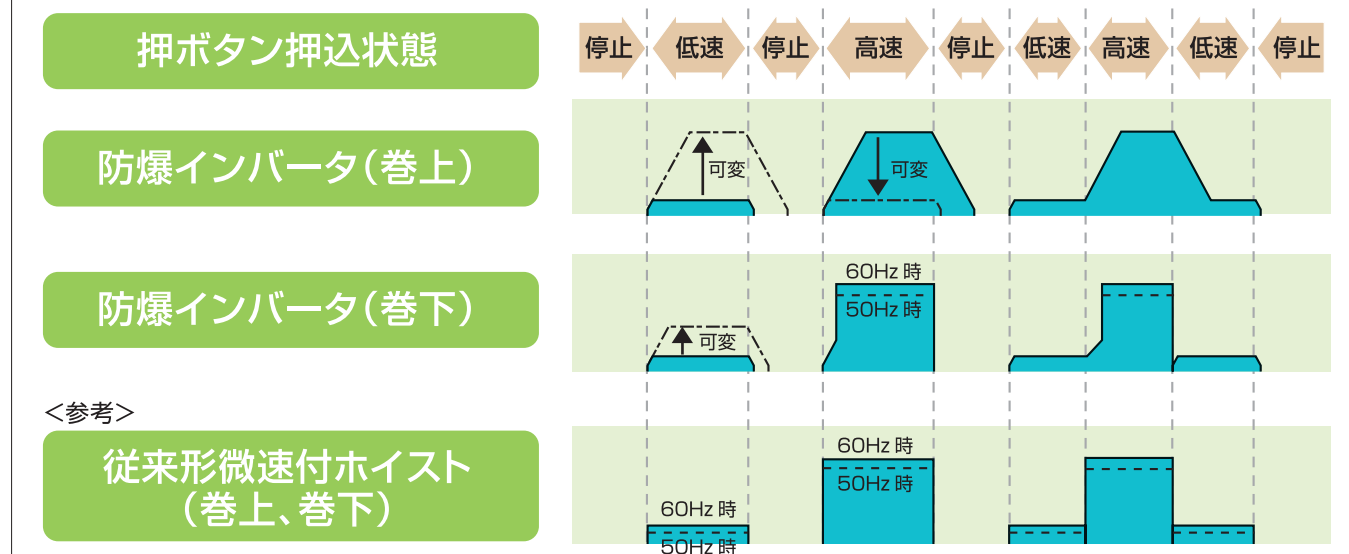 押ボタン押込状態
停止 低速 停止 高速 停止 低速 高速 低速 停止
防爆インバータ(巻上)
可変 可変
防爆インバータ(巻下)
可変
60Hz 時
50Hz 時
<参考>
従来形微速付ホイスト
(巻上、巻下)
60Hz 時
50Hz 時
60Hz 時
50Hz 時